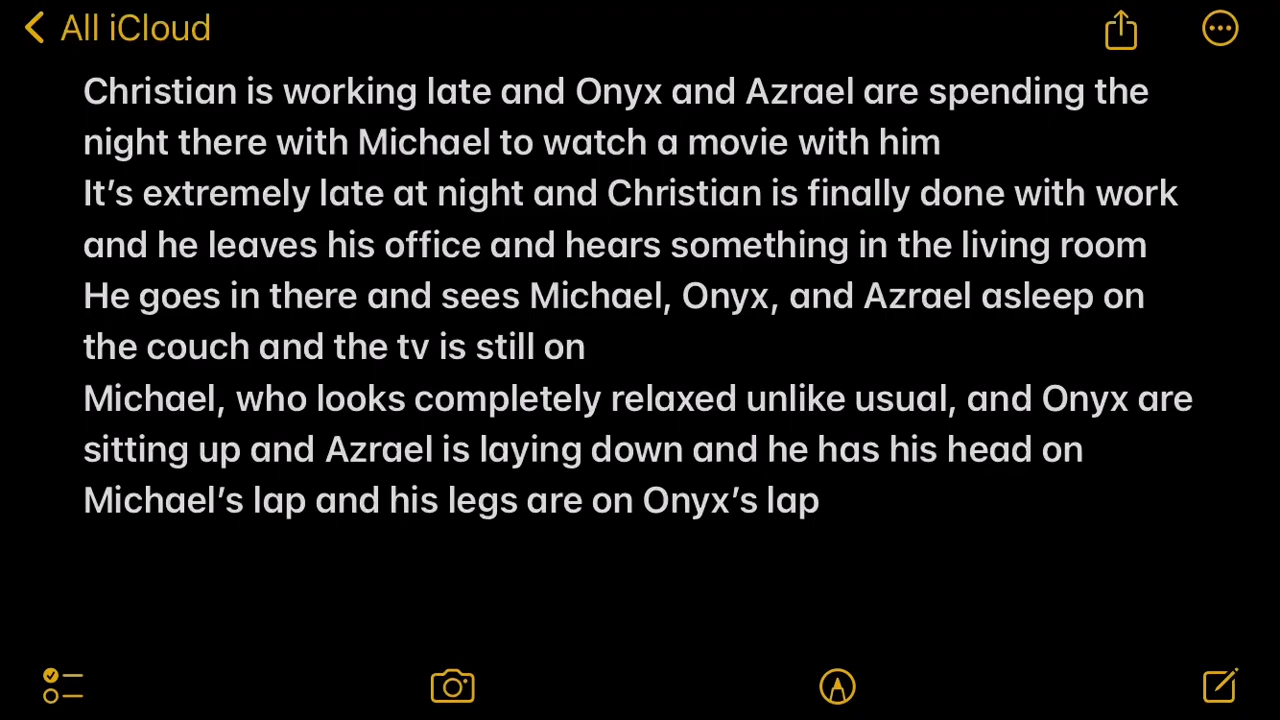 All iCloud
Christian is working late and Onyx and Azrael are spending the
night there with Michael to watch a movie with him
It’s extremely late at night and Christian is finally done with work
and he leaves his office and hears something in the living room
He goes in there and sees Michael, Onyx, and Azrael asleep on
the couch and the tv is still on
Michael, who looks completely relaxed unlike usual, and Onyx are
sitting up and Azrael is laying down and he has his head on
Michael’s lap and his legs are on Onyx’s lap